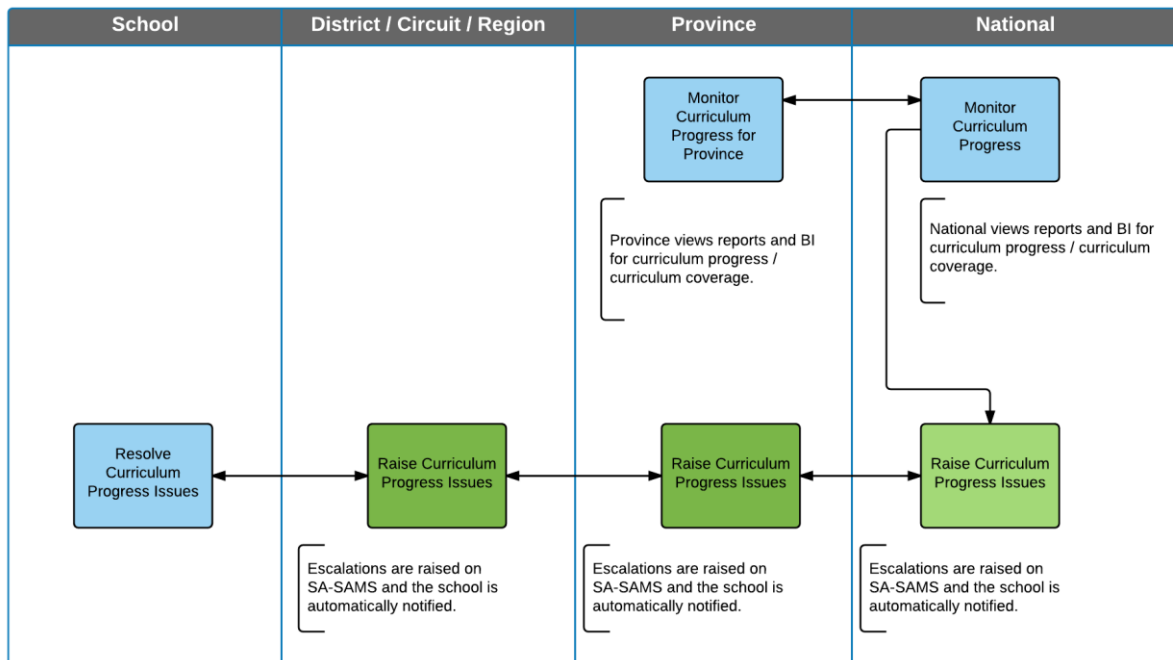 School
District / Circuit / Region
Province
National
Monitor
Curriculum
Progress for
Province
Monitor
Curriculum
Progress
Province views reports and BI
for curriculum progress /
curriculum coverage.
National views reports and BI for
curriculum progress / curriculum
coverage.
Resolve
Curriculum
Progress Issues
Raise Curriculum
Progress Issues
Raise Curriculum
Progress Issues
Raise Curriculum
Progress Issues
Escalations are raised on
SA-SAMS and the school is
automatically notified.
Escalations are raised on
SA-SAMS and the school is
automatically notified.
Escalations are raised on
SA-SAMS and the school is
automatically notified.